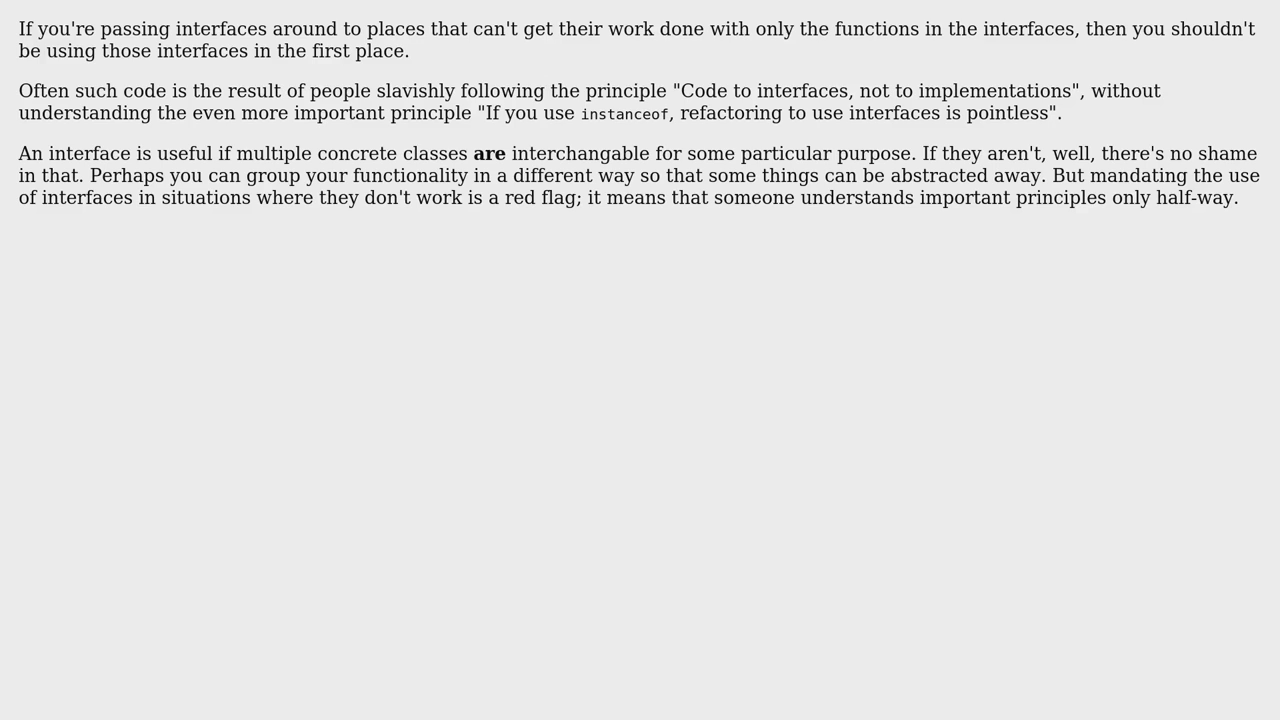 If you're passing interfaces around to places that can't get their work done with only the functions in the interfaces, then you shouldn't
be using those interfaces in the first place.
Often such code is the result of people slavishly following the principle "Code to interfaces, not to implementations", without
understanding the even more important principle "If you use instanceof, refactoring to use interfaces is pointless".
An interface is useful if multiple concrete classes are interchangable for some particular purpose. If they aren't, well, there's no shame
in that. Perhaps you can group your functionality in a different way so that some things can be abstracted away. But mandating the use
of interfaces in situations where they don't work is a red flag; it means that someone understands important principles only half-way.